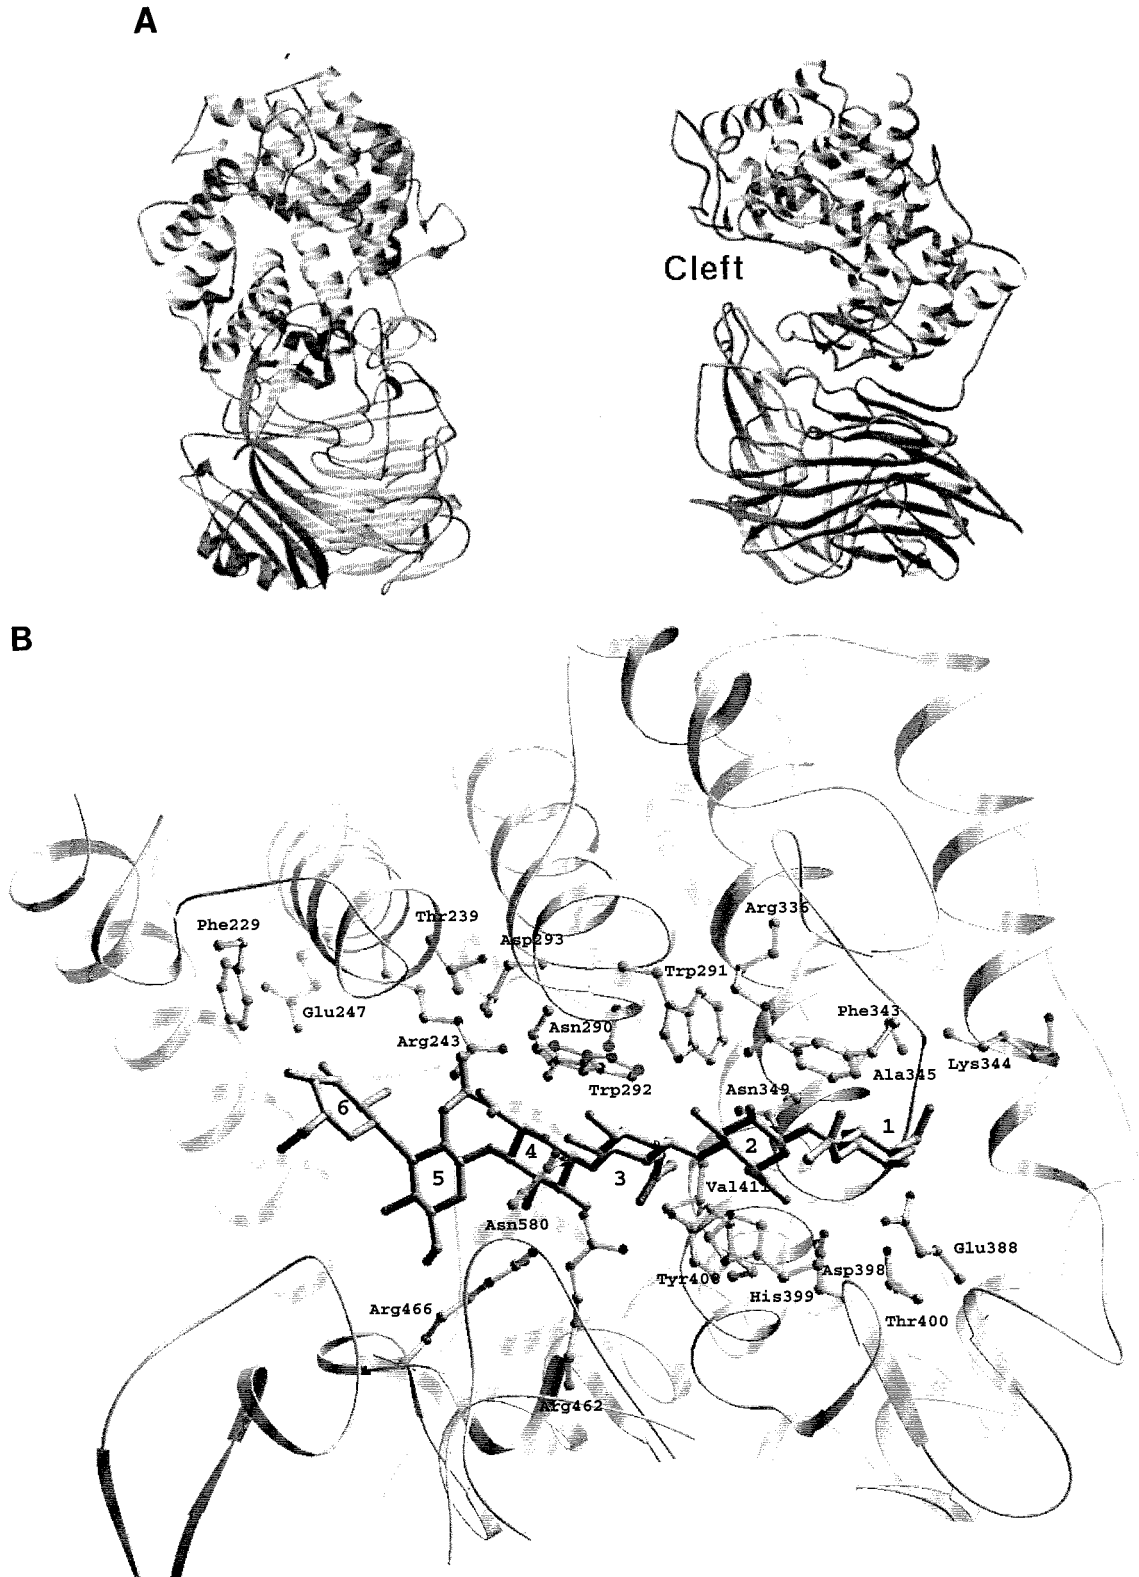 A
Cleft
B
Phe229
Thr239
Arg336
Asp293
Trp291
Glu247
Asn290
Phe343
Arg243
Trp292
Asn349
Ala345
Lys344
6
5
4
3
2
1
Val411
Asn580
Tyr408
Asp398
Glu388
His399
Arg466
Thr400
Arg462